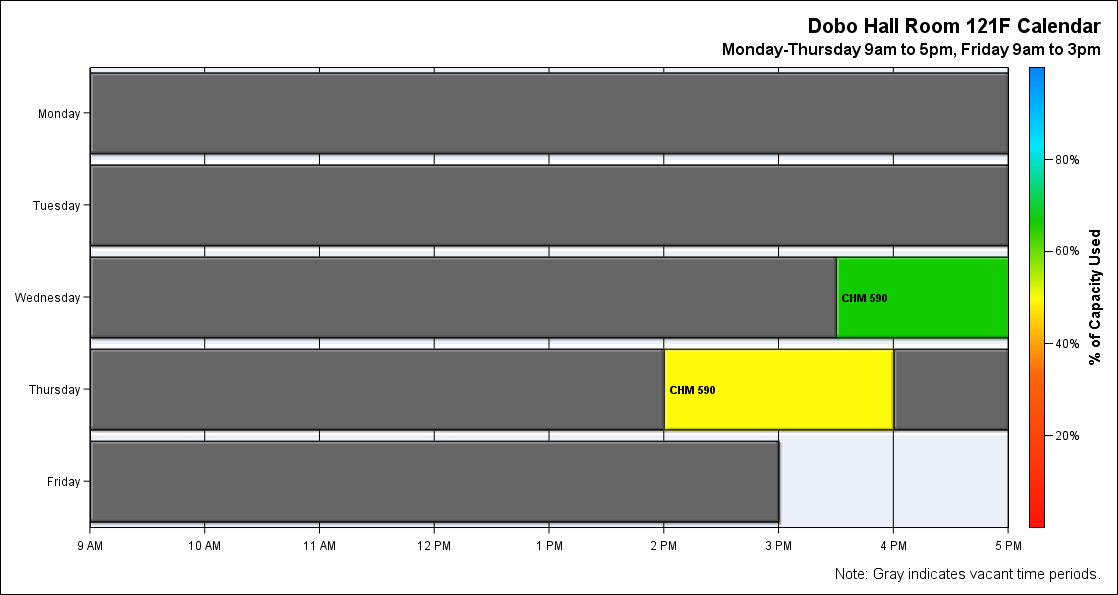 Dobo Hall Room 121F Calendar
Monday-Thursday 9am to 5pm, Friday 9am to 3pm
Monday
Tuesday
Wednesday
CHM 590
Thursday
CHM 590
Friday
9 AM 10 AM 11 AM 12 PM 1 PM 2 PM 3 PM 4 PM 5 PM
80%
60%
40%
20%
% of Capacity Used
Note: Gray indicates vacant time periods.